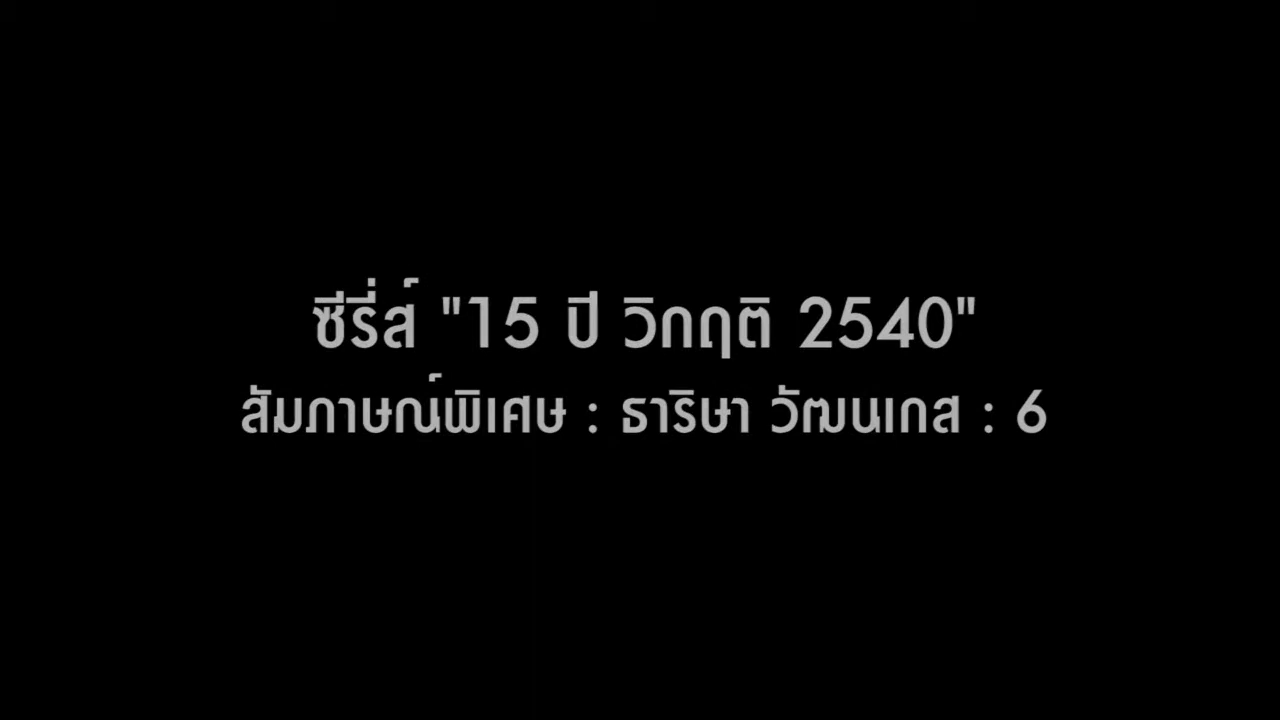 ซีรี่ส์ "15 ปี วิกฤติ 2540"
สัมภาษณ์พิเศษ : ธาริษา วัฒนเกส : 6